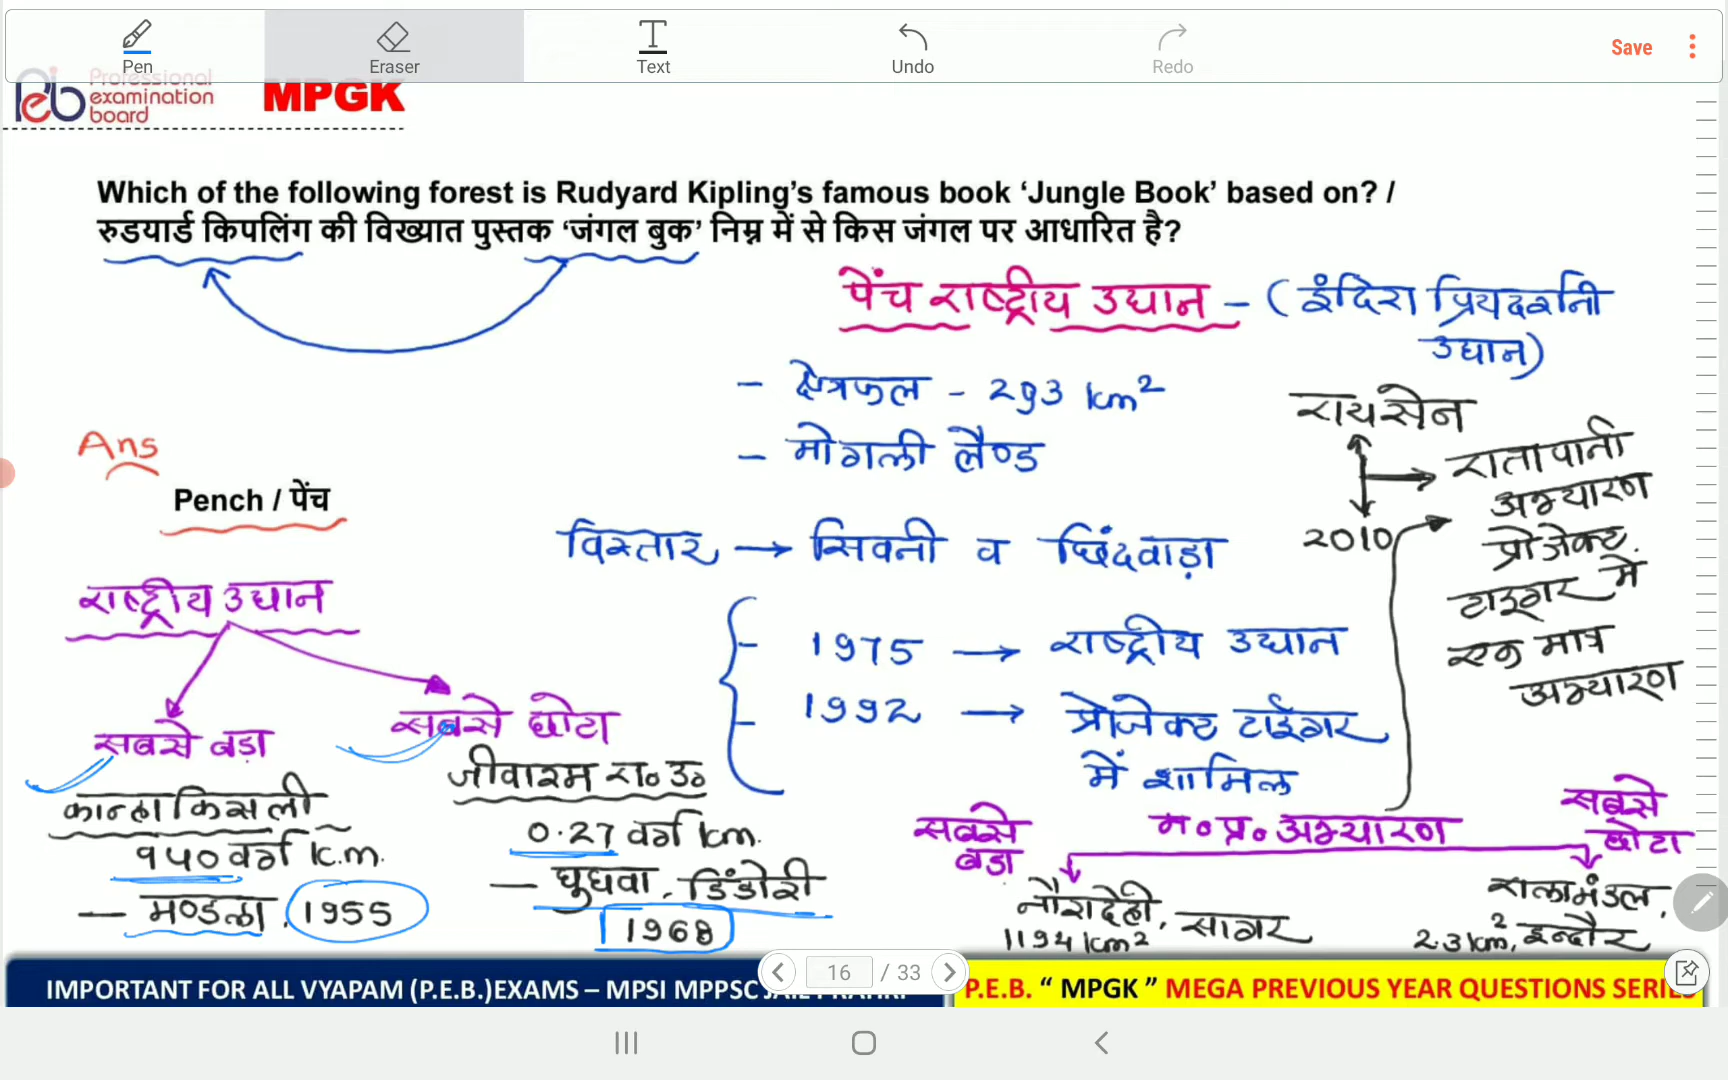 Pen
Eraser
Text
Undo
Redo
Save
Professional
examination
board
peb
MPGK
Which of the following forest is Rudyard Kipling's famous book 'Jungle Book' based on? /
रुडयार्ड किपलिंग की विख्यात पुस्तक 'जंगल बुक' निम्न में से किस जंगल पर आधारित है?
पेंच राष्ट्रीय उद्यान – (इंदिरा प्रियदर्शनी
उद्यान)
– क्षेत्रफल – 293 km²
– मोगली लैण्ड
Ans
Pench / पेंच
विस्तार → सिवनी व छिंदवाड़ा
– 1975 → राष्ट्रीय उद्यान
– 1992 → प्रोजेक्ट टाईगर
में शामिल
रायसेन
2010
रातापानी
अभ्यारण
प्रोजेक्ट
टाइगर में
एक मात्र
अभ्यारण
राष्ट्रीय उद्यान
सबसे बड़ा
कान्हा किसली
940 वर्ग k.m.
– मण्डला, 1955
सबसे छोटा
जीवाश्म रा० उ०
0.27 वर्ग km.
– घुघवा, डिंडोरी
1968
म० प्र० अभ्यारण
सबसे
बड़ा
नौरादेही, सागर
1194 km²
सबसे
छोटा
रालामंडल,
2.3 km², इन्दौर
IMPORTANT FOR ALL VYAPAM (P.E.B.)EXAMS – MPSI MPPSC
16 / 33
P.E.B. “ MPGK ” MEGA PREVIOUS YEAR QUESTIONS SERIES